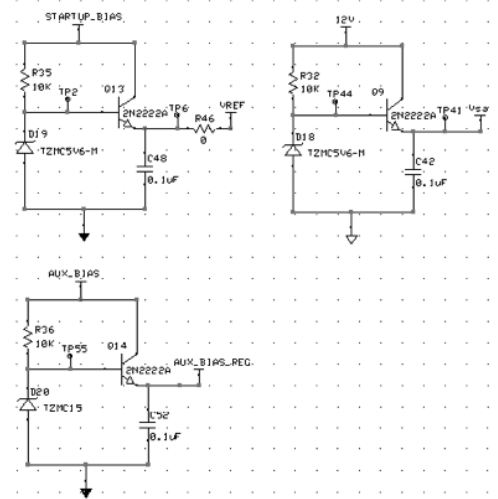 STARTUP_BIAS
R35
10K
TP2
Q13
2N2222A
TP6
R46
0
VREF
D19
TZMC5V6-M
C48
0.1uF
12V
R32
10K
TP44
Q9
2N2222A
TP41
D18
TZMC5V6-M
C42
0.1uF
AUX_BIAS
R36
10K
TP55
Q14
2N2222A
AUX_BIAS_REG
D20
TZMC15
C52
0.1uF